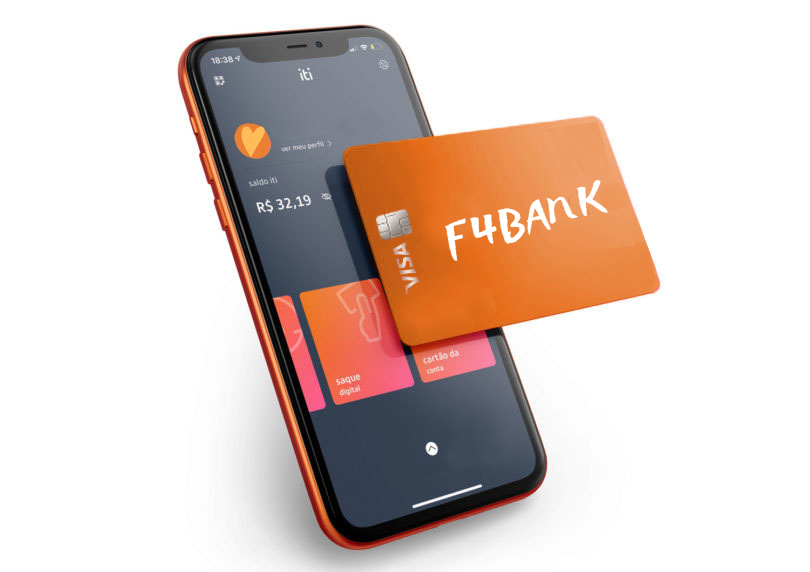 18:38
iti
ver meu perfil
saldo iti
R$ 32,19
F4BANK
VISA
saque
digital
cartão da
conta